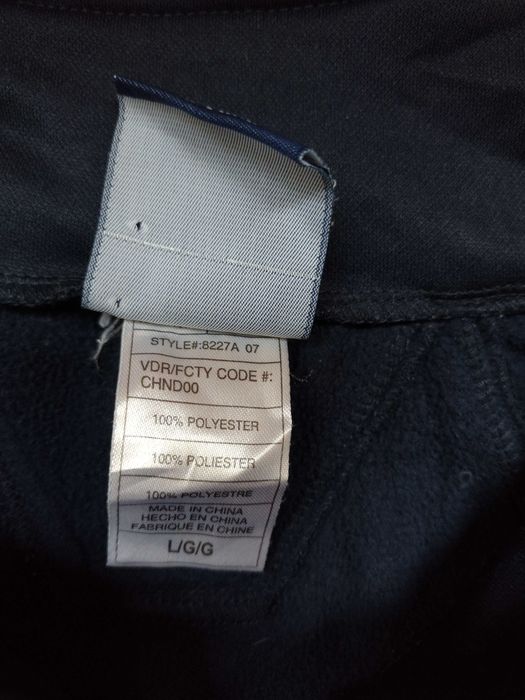 STYLE#:8227A 07
VDR/FCTY CODE #:
CHND00
100% POLYESTER
100% POLIESTER
100% POLYESTRE
MADE IN CHINA
HECHO EN CHINA
FABRIQUE EN CHINE
L/G/G